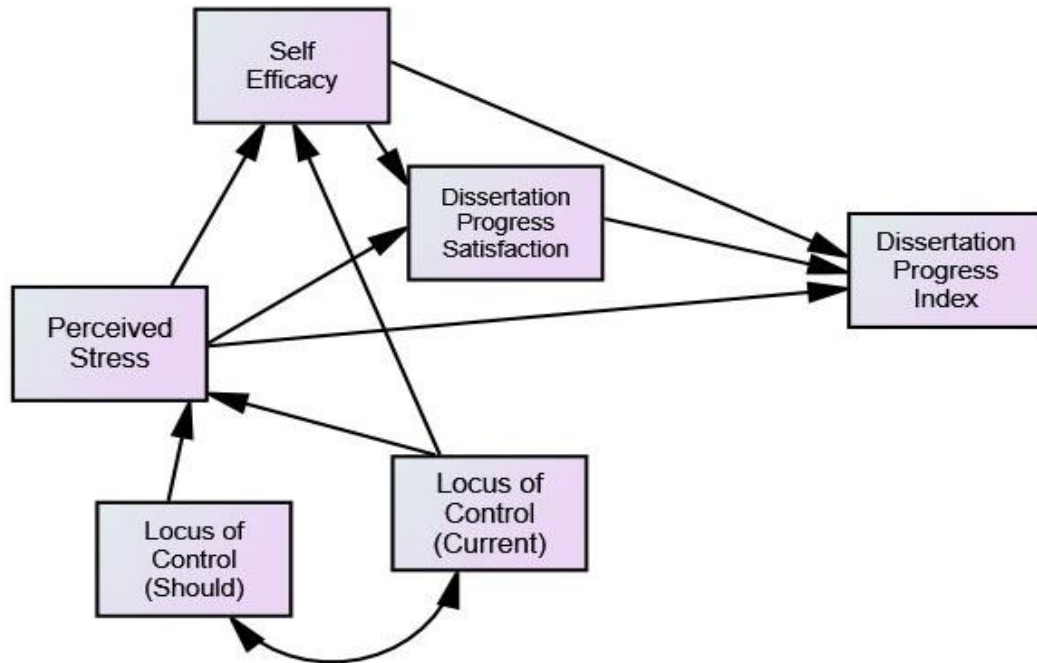 Self
Efficacy
Dissertation
Progress
Satisfaction
Dissertation
Progress
Index
Perceived
Stress
Locus of
Control
(Current)
Locus of
Control
(Should)